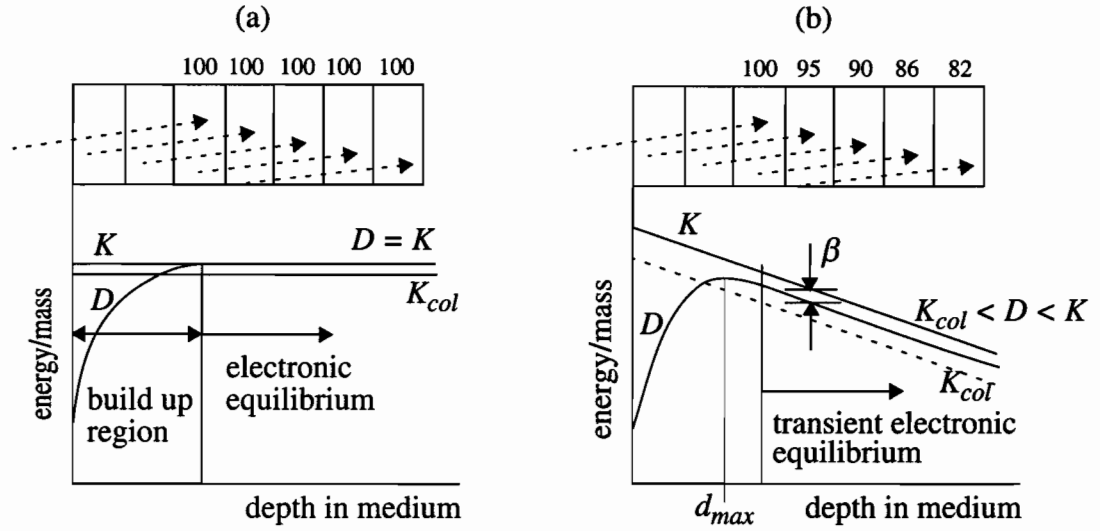 (a)
100 100 100 100 100
K
D = K
K_col
D
energy/mass
build up
region
electronic
equilibrium
depth in medium
(b)
100 95 90 86 82
K
β
D
K_col < D < K
K_col
energy/mass
transient electronic
equilibrium
d_max
depth in medium